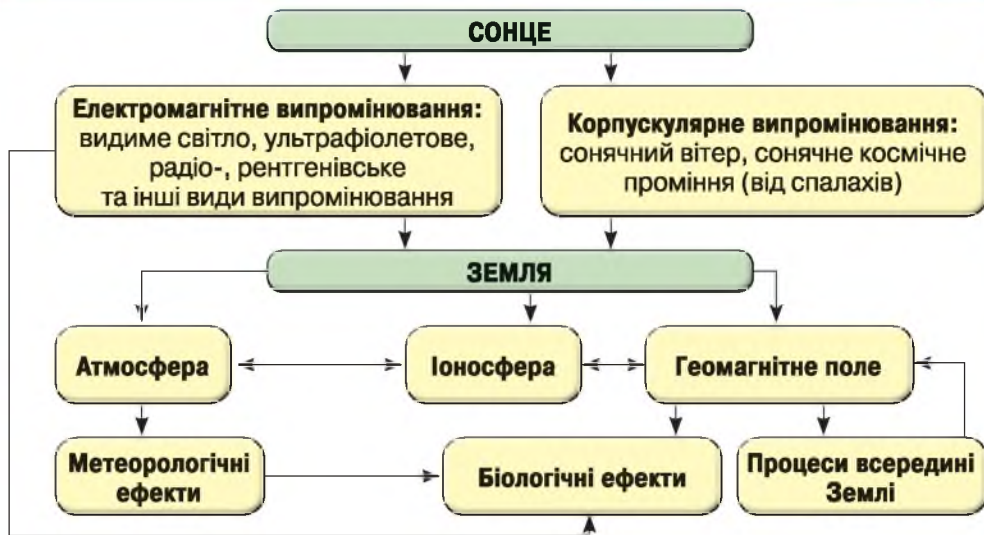 СОНЦЕ
Електромагнітне випромінювання:
видиме світло, ультрафіолетове,
радіо-, рентгенівське
та інші види випромінювання
Корпускулярне випромінювання:
сонячний вітер, сонячне космічне
проміння (від спалахів)
ЗЕМЛЯ
Атмосфера
Іоносфера
Геомагнітне поле
Метеорологічні
ефекти
Біологічні ефекти
Процеси всередині
Землі